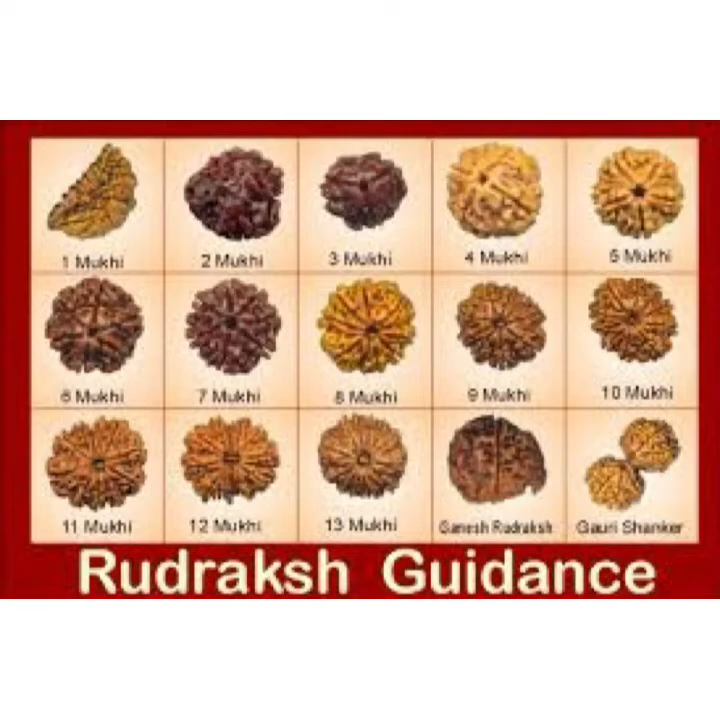 1 Mukhi
2 Mukhi
3 Mukhi
4 Mukhi
5 Mukhi
6 Mukhi
7 Mukhi
8 Mukhi
9 Mukhi
10 Mukhi
11 Mukhi
12 Mukhi
13 Mukhi
Ganesh Rudraksh
Gauri Shanker
Rudraksh Guidance